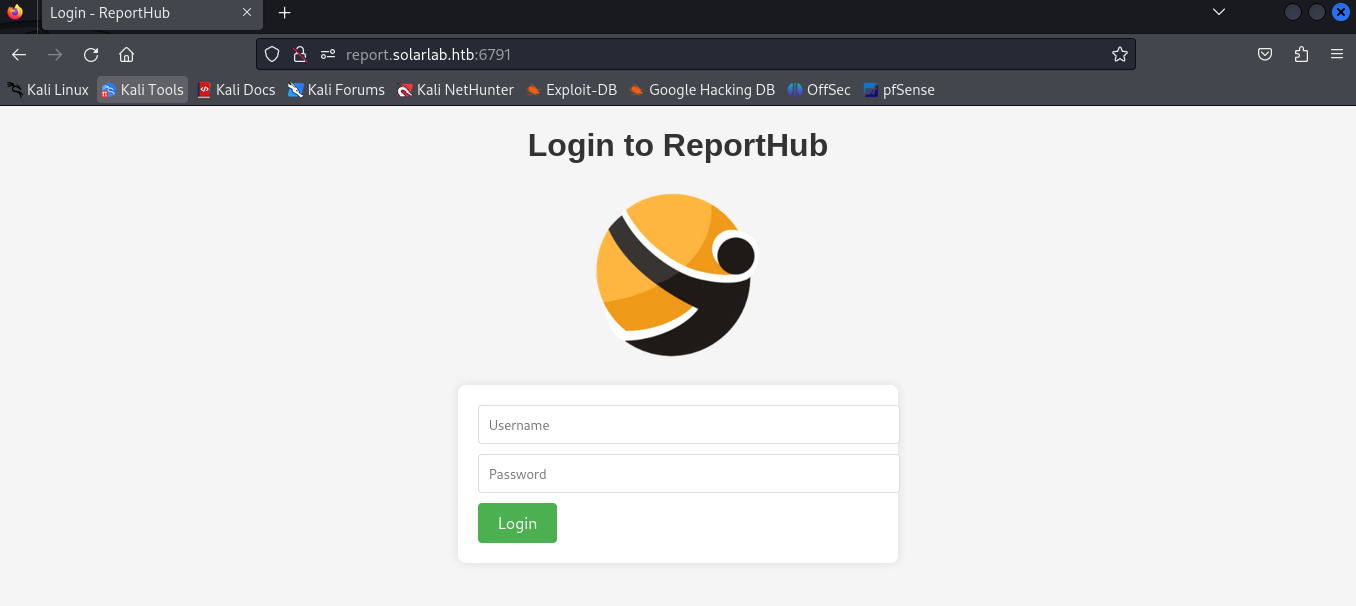 Login - ReportHub
report.solarlab.htb:6791
Kali Linux Kali Tools Kali Docs Kali Forums Kali NetHunter Exploit-DB Google Hacking DB OffSec pfSense
Login to ReportHub
Username
Password
Login